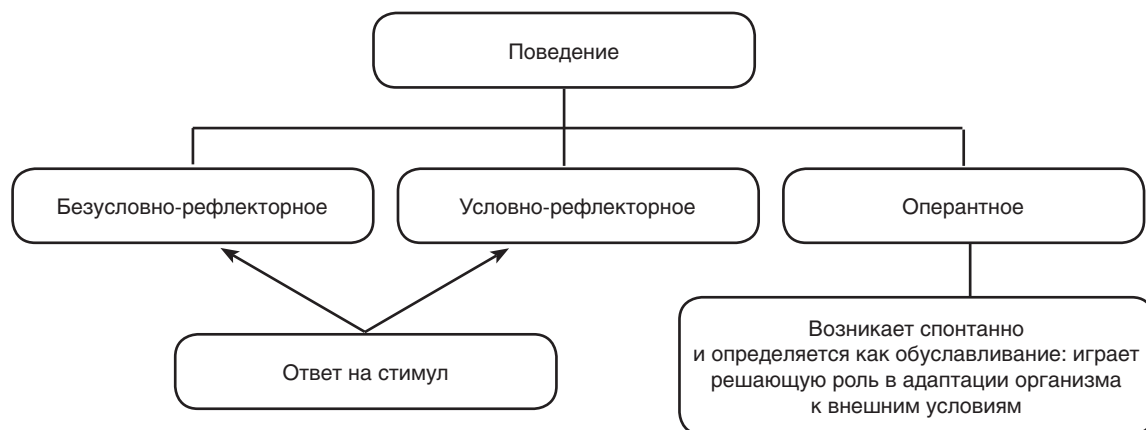 Поведение
Безусловно-рефлекторное
Условно-рефлекторное
Оперантное
Ответ на стимул
Возникает спонтанно
и определяется как обуславливание: играет
решающую роль в адаптации организма
к внешним условиям